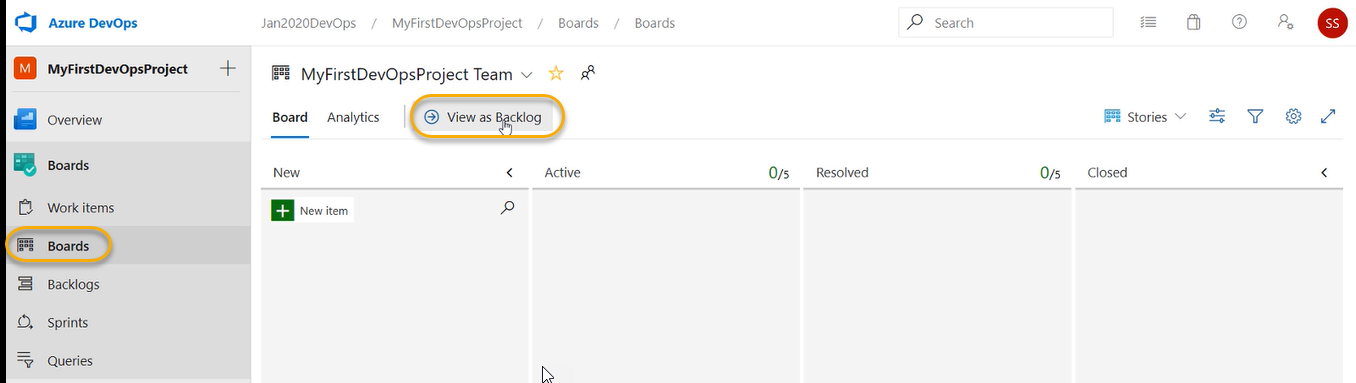 Azure DevOps
Jan2020DevOps / MyFirstDevOpsProject / Boards / Boards
Search
SS
M MyFirstDevOpsProject
MyFirstDevOpsProject Team
Overview
Board Analytics View as Backlog
Stories
Boards
New
Active 0/5
Resolved 0/5
Closed
Work items
New item
Boards
Backlogs
Sprints
Queries